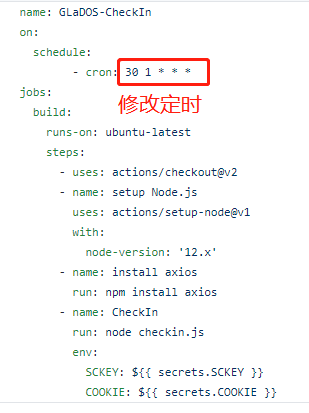 name: GLaDOS-CheckIn
on:
  schedule:
        - cron: 30 1 * * *
修改定时
jobs:
  build:
    runs-on: ubuntu-latest
    steps:
      - uses: actions/checkout@v2
      - name: setup Node.js
        uses: actions/setup-node@v1
        with:
          node-version: '12.x'
      - name: install axios
        run: npm install axios
      - name: CheckIn
        run: node checkin.js
        env:
          SCKEY: ${{ secrets.SCKEY }}
          COOKIE: ${{ secrets.COOKIE }}